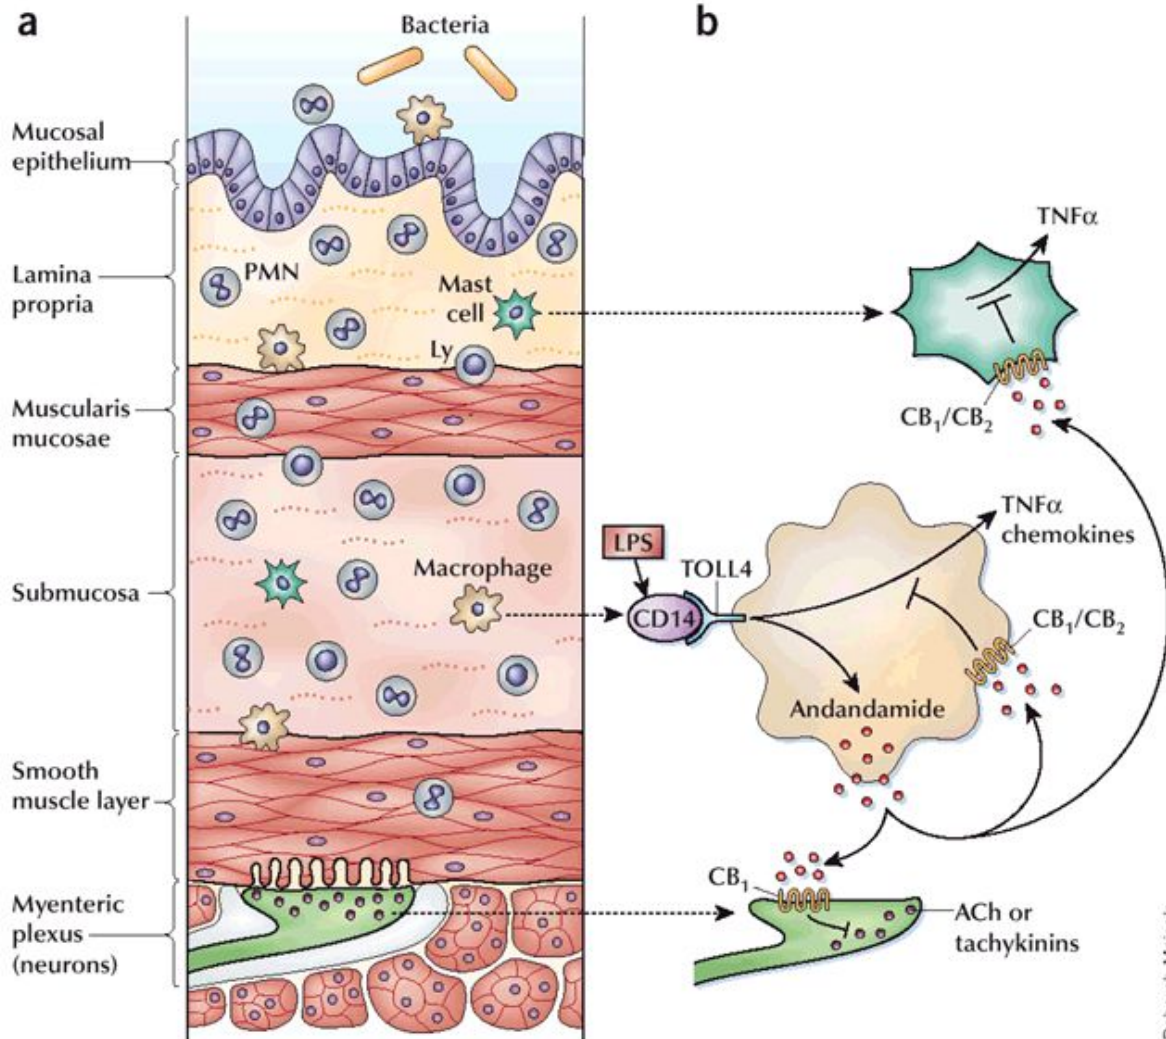 a
Bacteria
Mucosal
epithelium
Lamina
propria
PMN
Mast
cell
Ly
Muscularis
mucosae
Submucosa
Macrophage
Smooth
muscle layer
Myenteric
plexus
(neurons)
b
TNFα
CB1/CB2
TNFα
chemokines
LPS
TOLL4
CD14
CB1/CB2
Andandamide
CB1
ACh or
tachykinins